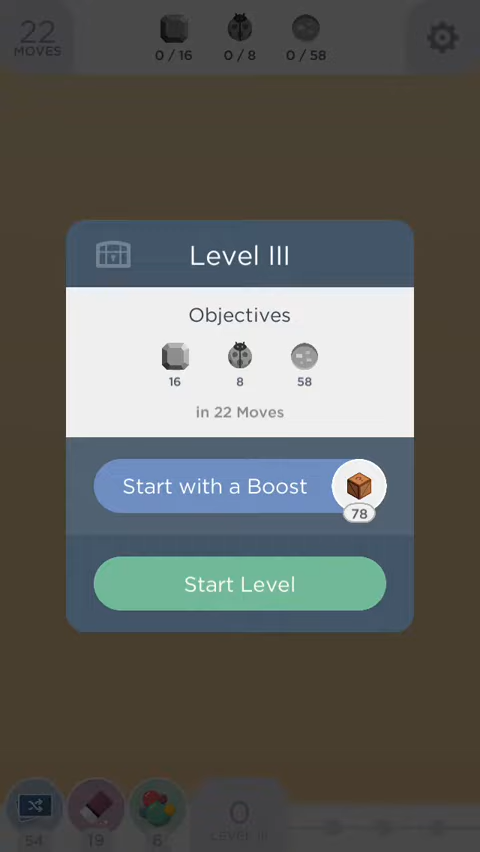 22
MOVES
0 / 16 0 / 8 0 / 58
Level III
Objectives
16 8 58
in 22 Moves
Start with a Boost
78
Start Level
54 19 6
0
LEVEL III